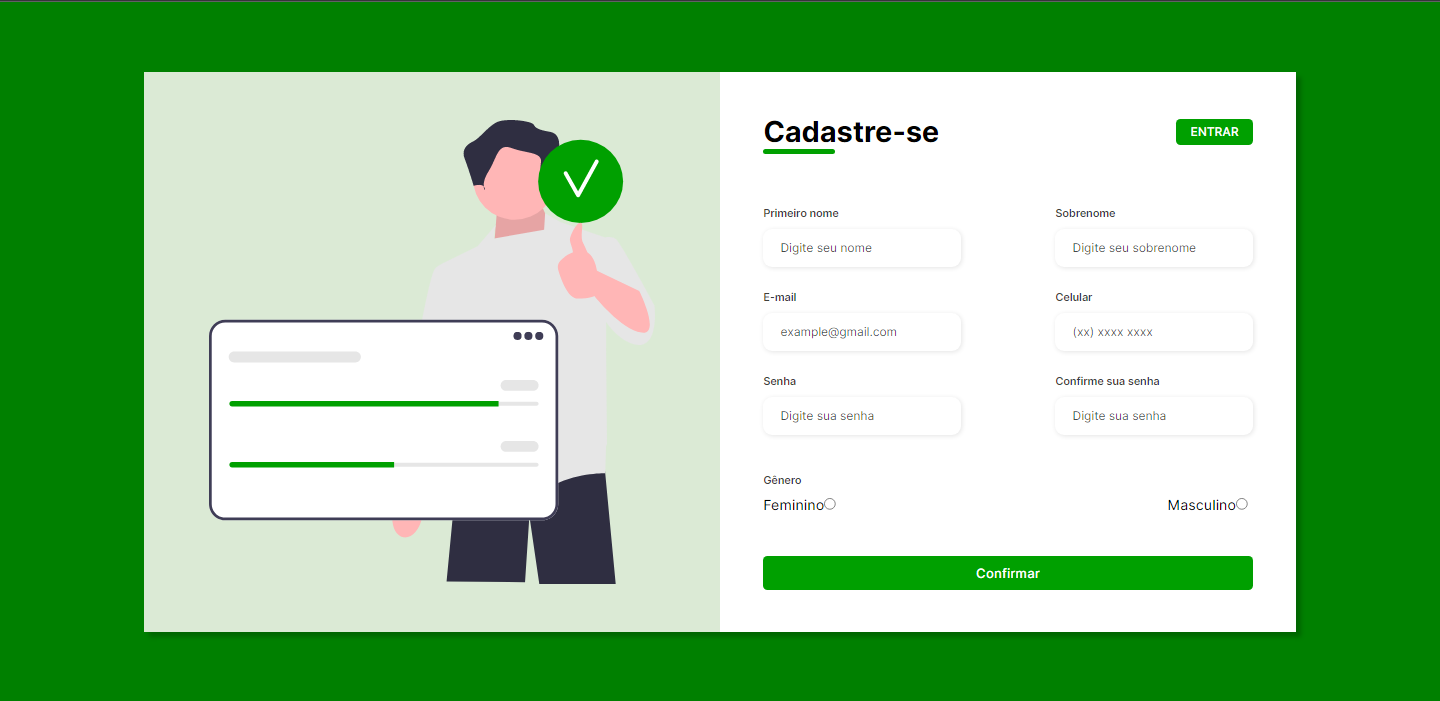 Cadastre-se
ENTRAR
Primeiro nome
Sobrenome
Digite seu nome
Digite seu sobrenome
E-mail
Celular
example@gmail.com
(xx) xxxx xxxx
Senha
Confirme sua senha
Digite sua senha
Digite sua senha
Gênero
Feminino
Masculino
Confirmar